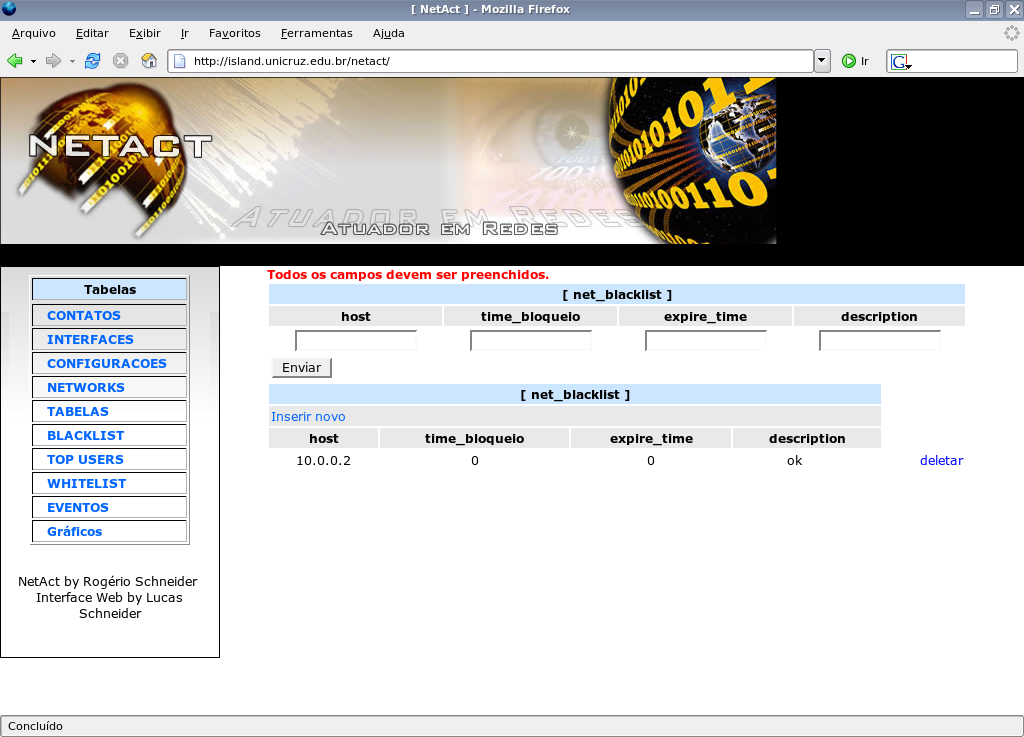 [ NetAct ] - Mozilla Firefox
Arquivo Editar Exibir Ir Favoritos Ferramentas Ajuda
http://island.unicruz.edu.br/netact/ Ir G
NETACT
ATUADOR EM REDES
ATUADOR EM REDES
Tabelas
CONTATOS
INTERFACES
CONFIGURACOES
NETWORKS
TABELAS
BLACKLIST
TOP USERS
WHITELIST
EVENTOS
Gráficos
NetAct by Rogério Schneider
Interface Web by Lucas
Schneider
Todos os campos devem ser preenchidos.
[ net_blacklist ]
host time_bloqueio expire_time description
Enviar
[ net_blacklist ]
Inserir novo
host time_bloqueio expire_time description
10.0.0.2 0 0 ok deletar
Concluído